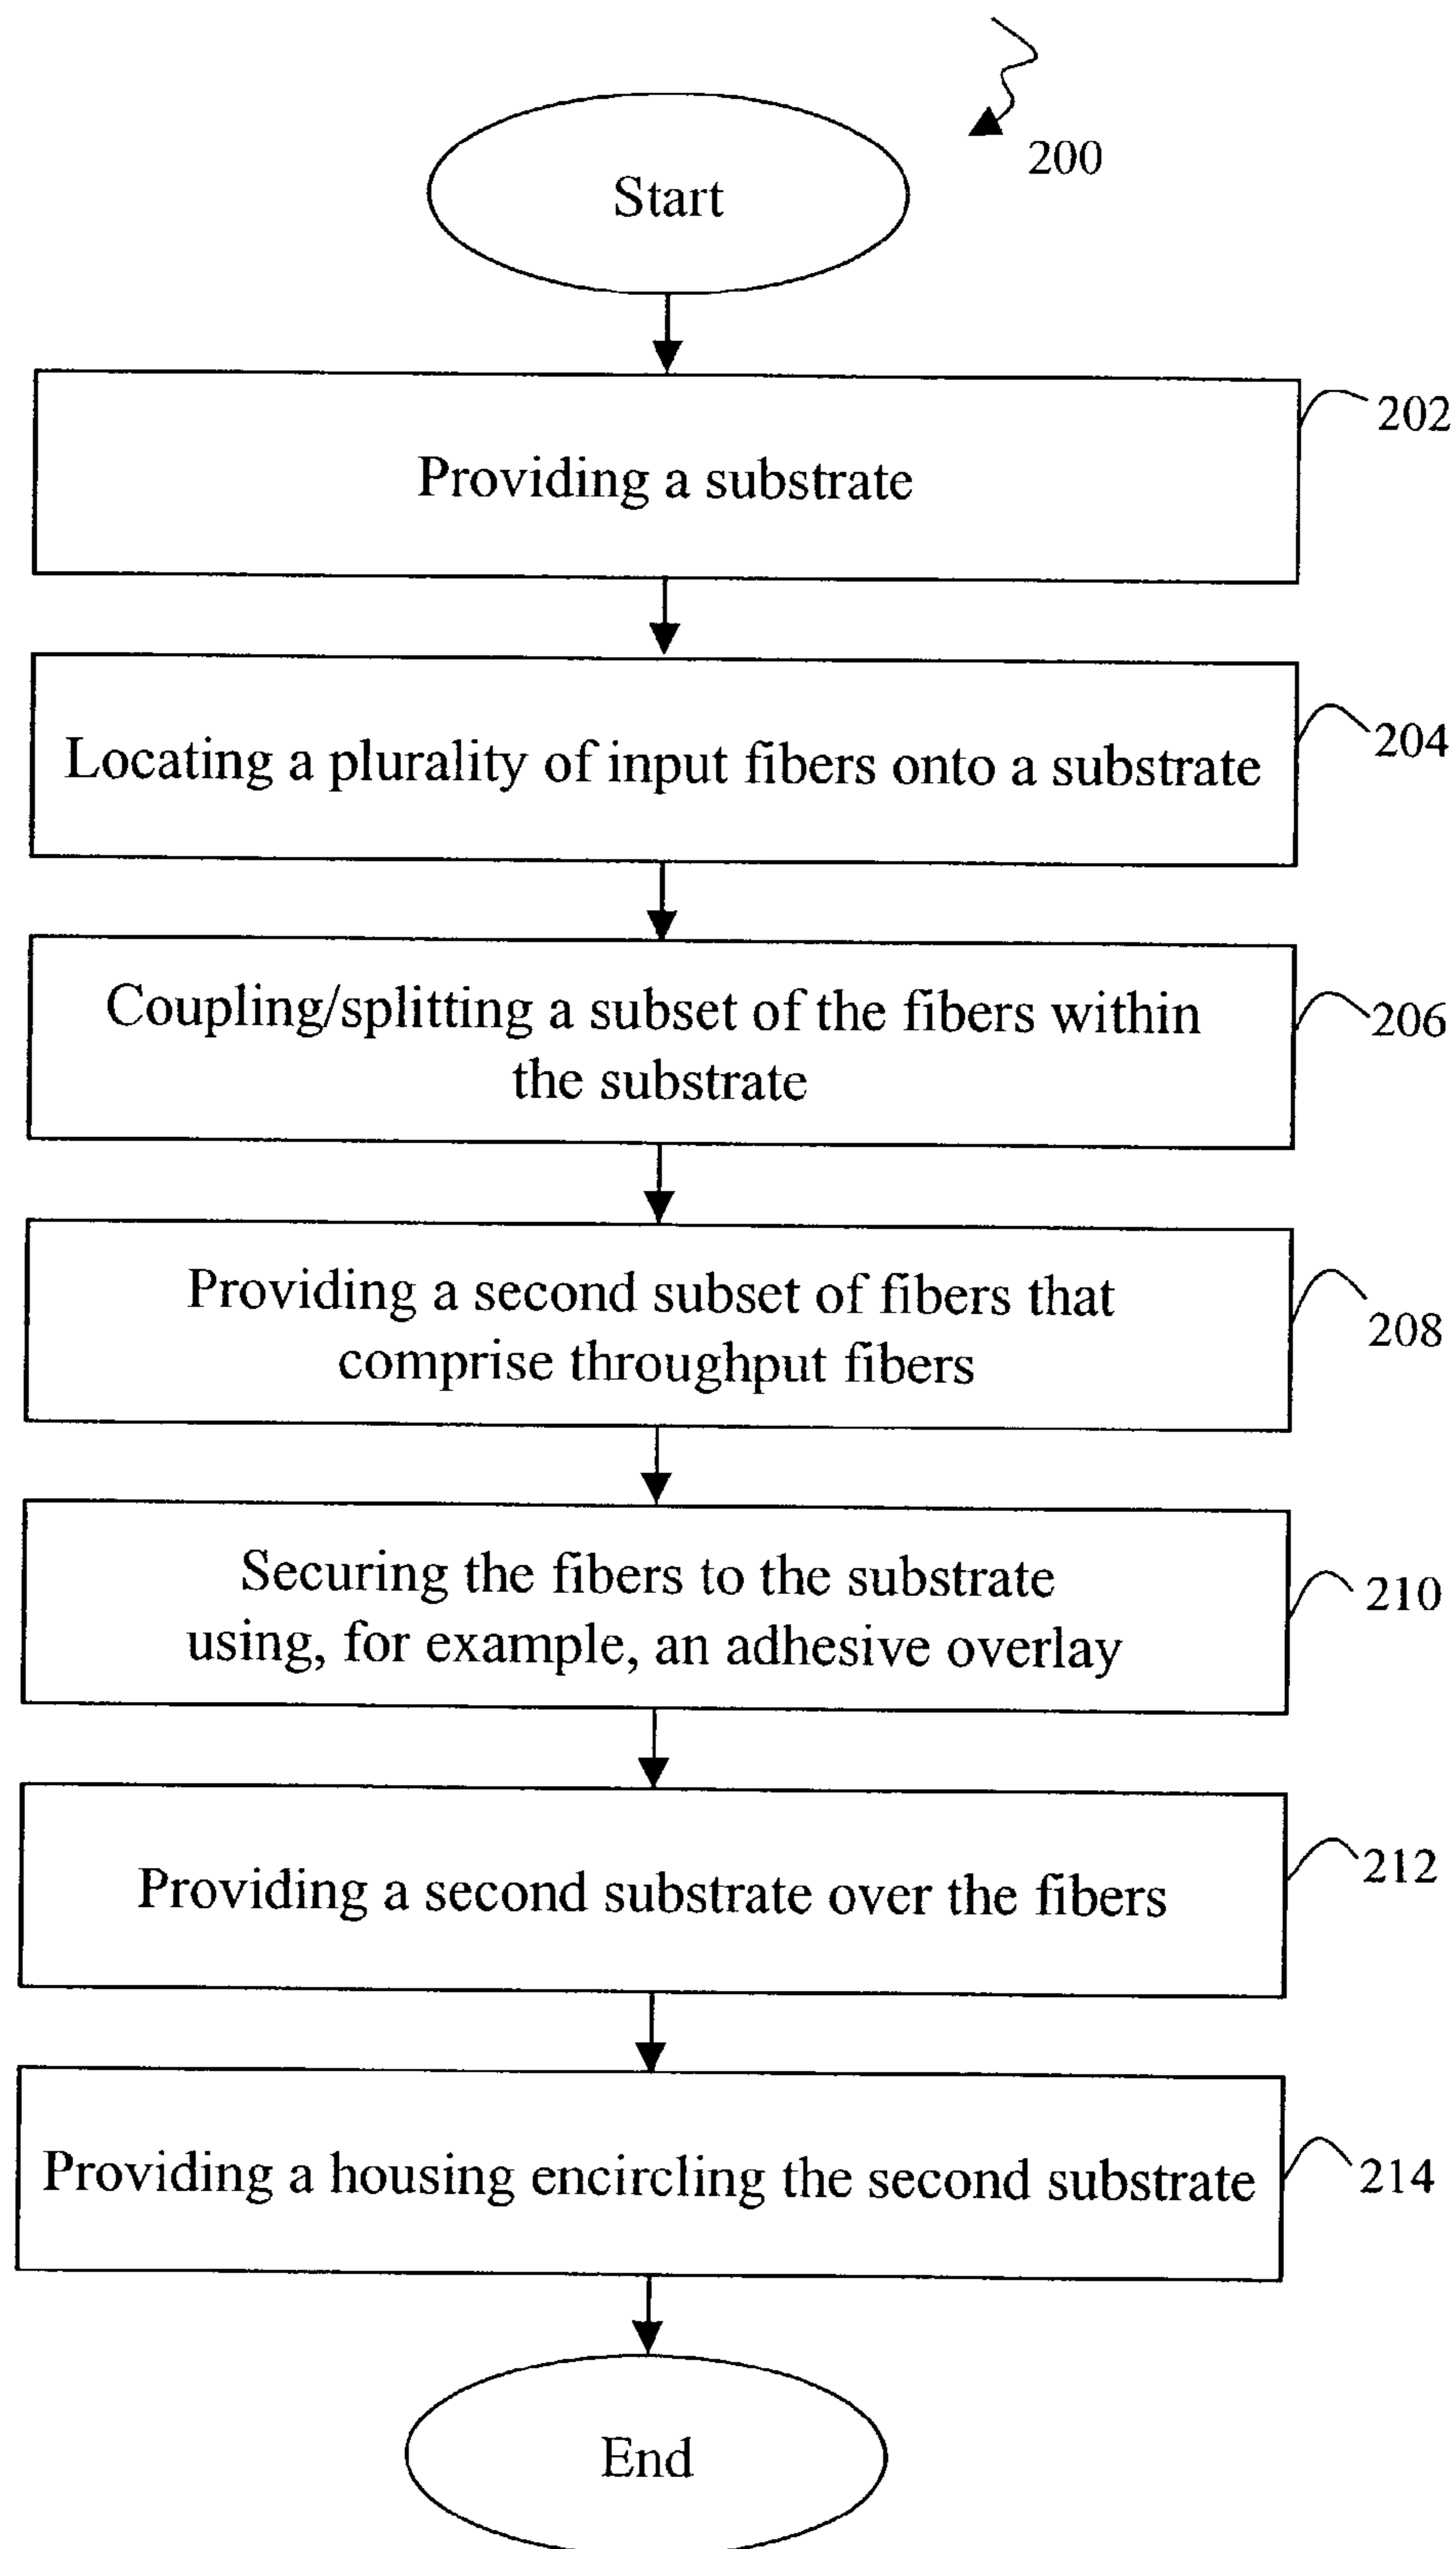 200
Start
202
Providing a substrate
204
Locating a plurality of input fibers onto a substrate
206
Coupling/splitting a subset of the fibers within
the substrate
208
Providing a second subset of fibers that
comprise throughput fibers
210
Securing the fibers to the substrate
using, for example, an adhesive overlay
212
Providing a second substrate over the fibers
214
Providing a housing encircling the second substrate
End